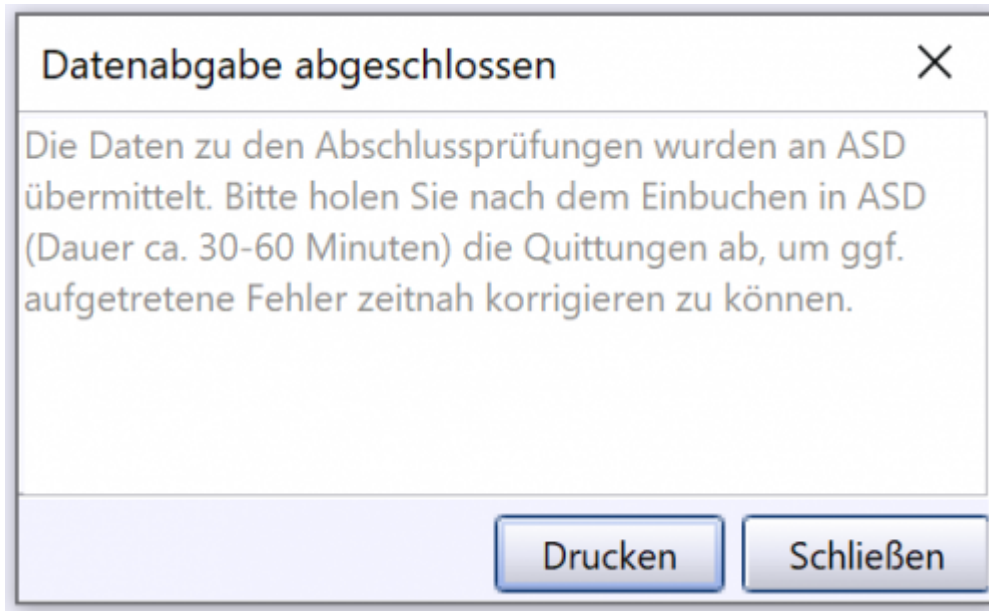 Datenabgabe abgeschlossen
Die Daten zu den Abschlussprüfungen wurden an ASD
übermittelt. Bitte holen Sie nach dem Einbuchen in ASD
(Dauer ca. 30-60 Minuten) die Quittungen ab, um ggf.
aufgetretene Fehler zeitnah korrigieren zu können.
Drucken
Schließen